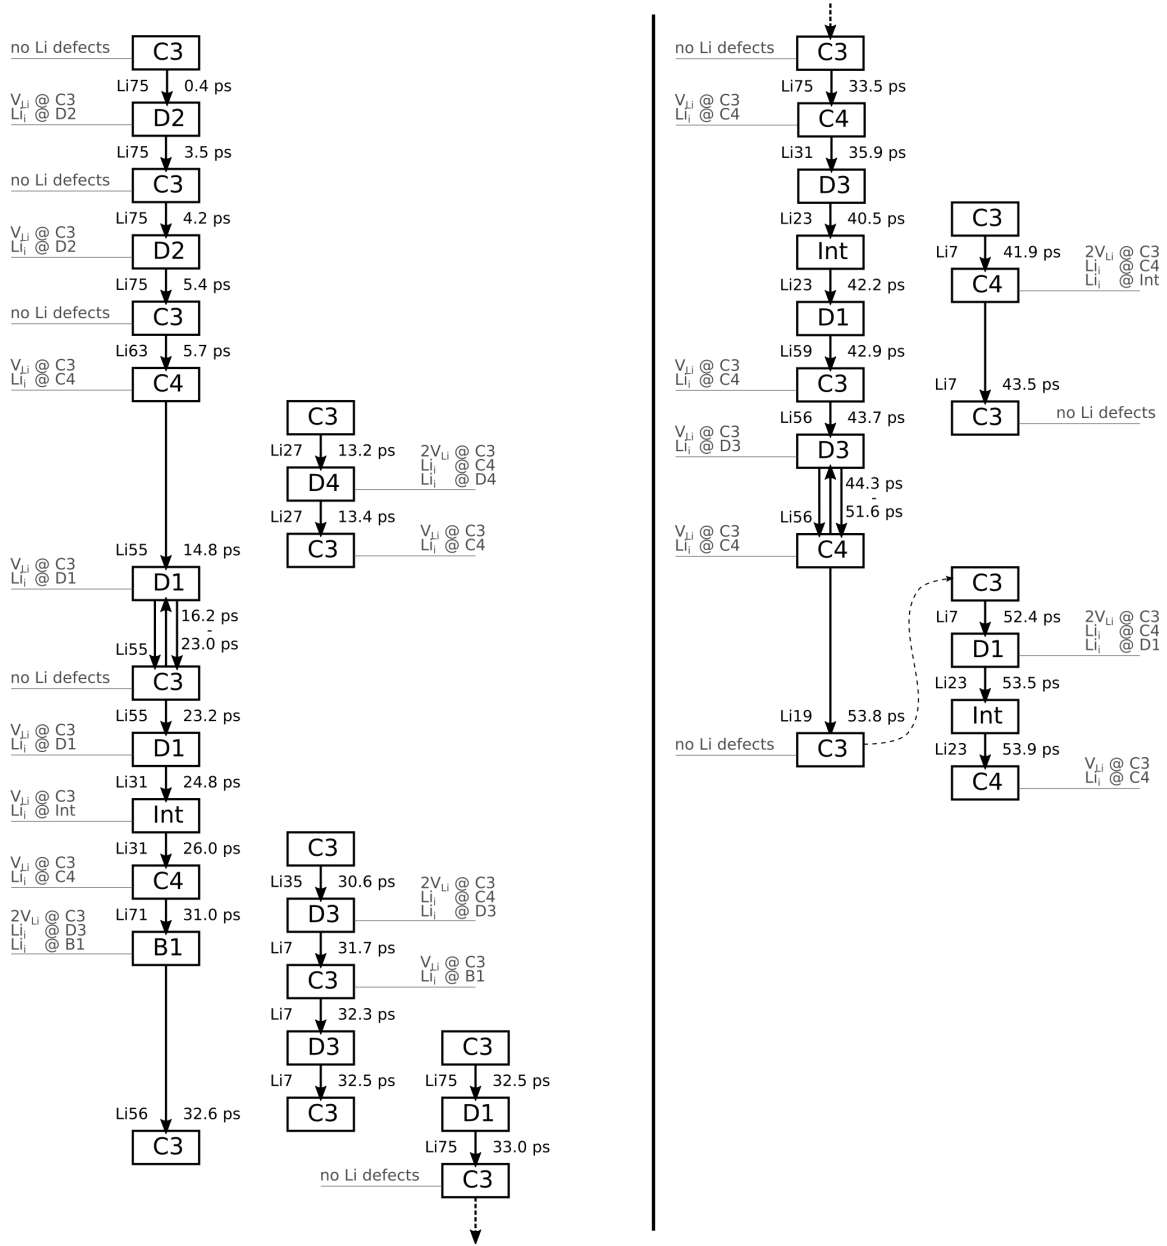 no Li defects
C3
Li75 0.4 ps
V_Li @ C3
Li_i @ D2
D2
Li75 3.5 ps
no Li defects
C3
Li75 4.2 ps
V_Li @ C3
Li_i @ D2
D2
Li75 5.4 ps
no Li defects
C3
Li63 5.7 ps
V_Li @ C3
Li_i @ C4
C4
Li55 14.8 ps
V_Li @ C3
Li_i @ D1
D1
16.2 ps
-
23.0 ps
Li55
no Li defects
C3
Li55 23.2 ps
V_Li @ C3
Li_i @ D1
D1
Li31 24.8 ps
V_Li @ C3
Li_i @ Int
Int
Li31 26.0 ps
V_Li @ C3
Li_i @ C4
C4
Li71 31.0 ps
2V_Li @ C3
Li_i @ D3
Li_i @ B1
B1
Li56 32.6 ps
C3
C3
Li27 13.2 ps
2V_Li @ C3
Li_i @ C4
Li_i @ D4
D4
Li27 13.4 ps
V_Li @ C3
Li_i @ C4
C3
C3
Li35 30.6 ps
2V_Li @ C3
Li_i @ C4
Li_i @ D3
D3
Li7 31.7 ps
V_Li @ C3
Li_i @ B1
C3
Li7 32.3 ps
D3
Li7 32.5 ps
C3
C3
Li75 32.5 ps
D1
Li75 33.0 ps
no Li defects
C3
no Li defects
C3
Li75 33.5 ps
V_Li @ C3
Li_i @ C4
C4
Li31 35.9 ps
D3
Li23 40.5 ps
Int
Li23 42.2 ps
D1
Li59 42.9 ps
V_Li @ C3
Li_i @ C4
C3
Li56 43.7 ps
V_Li @ C3
Li_i @ D3
D3
44.3 ps
-
51.6 ps
Li56
V_Li @ C3
Li_i @ C4
C4
Li19 53.8 ps
no Li defects
C3
C3
Li7 41.9 ps
2V_Li @ C3
Li_i @ C4
Li_i @ Int
C4
Li7 43.5 ps
C3
no Li defects
C3
Li7 52.4 ps
2V_Li @ C3
Li_i @ C4
Li_i @ D1
D1
Li23 53.5 ps
Int
Li23 53.9 ps
V_Li @ C3
Li_i @ C4
C4